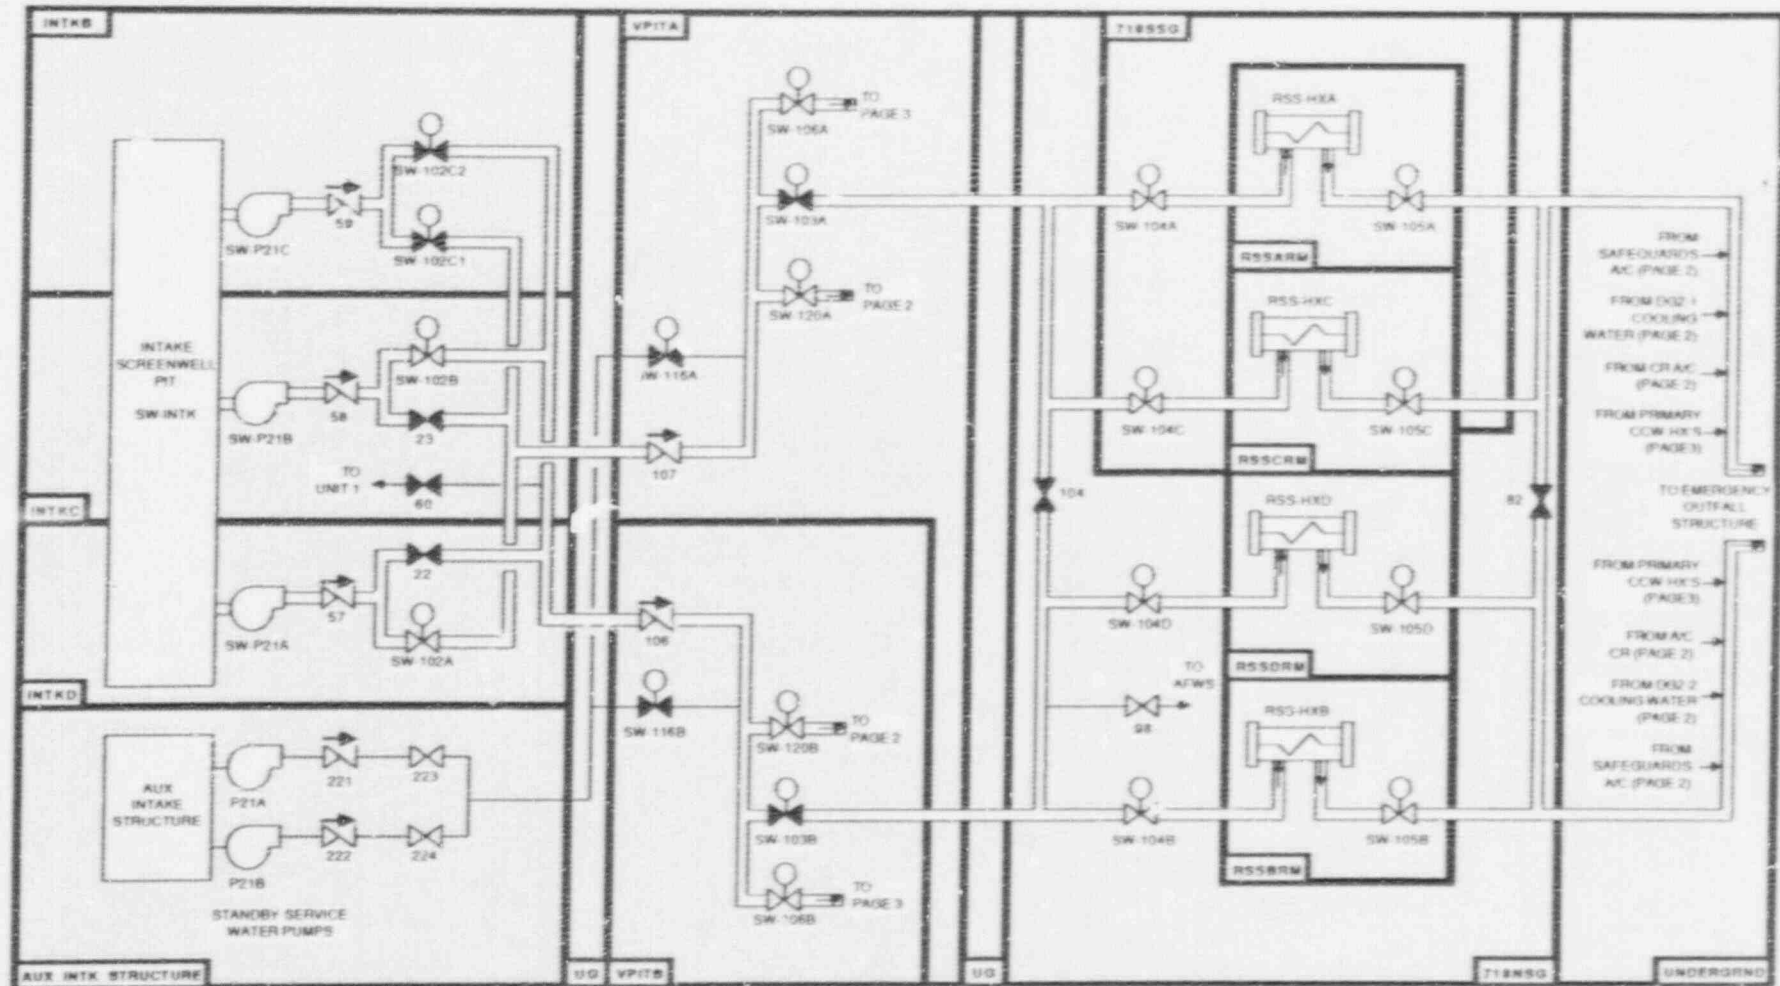 INTKB
VPITA
718SSG
RSS-HXA
TO
PAGE 3
SW-106A
SW-102C2
59
SW-P21C
SW-102C1
SW-103A
SW-104A
SW-105A
RSSARM
FROM
SAFEGUARDS
A/C (PAGE 2)
TO
PAGE 2
SW-120A
RSS-HXC
FROM DG2-1
COOLING
WATER (PAGE 2)
INTAKE
SCREENWELL
PIT
SW-INTK
SW-102B
SW-P21B
58
23
107
SW-104C
SW-105C
FROM CR A/C
(PAGE 2)
FROM PRIMARY
CCW HX'S
(PAGE3)
RSSCRM
TO
UNIT 1
60
INTKC
104
RSS-HXD
82
TO EMERGENCY
OUTFALL
STRUCTURE
22
57
SW-P21A
SW-102A
SW-104D
SW-105D
FROM PRIMARY
CCW HX'S
(PAGE3)
RSSDRM
TO
AFWS
98
FROM A/C
CR (PAGE 2)
INTKD
SW-116B
TO
PAGE 2
SW-120B
FROM DG2-2
COOLING WATER
(PAGE 2)
FROM
SAFEGUARDS
A/C (PAGE 2)
AUX
INTAKE
STRUCTURE
P21A
221
223
P21B
222
224
SW-103B
SW-104B
SW-105B
RSSBRM
TO
PAGE 3
SW-106B
STANDBY SERVICE
WATER PUMPS
AUX INTK STRUCTURE
UG
VPITB
UG
718NSG
UNDERGRND